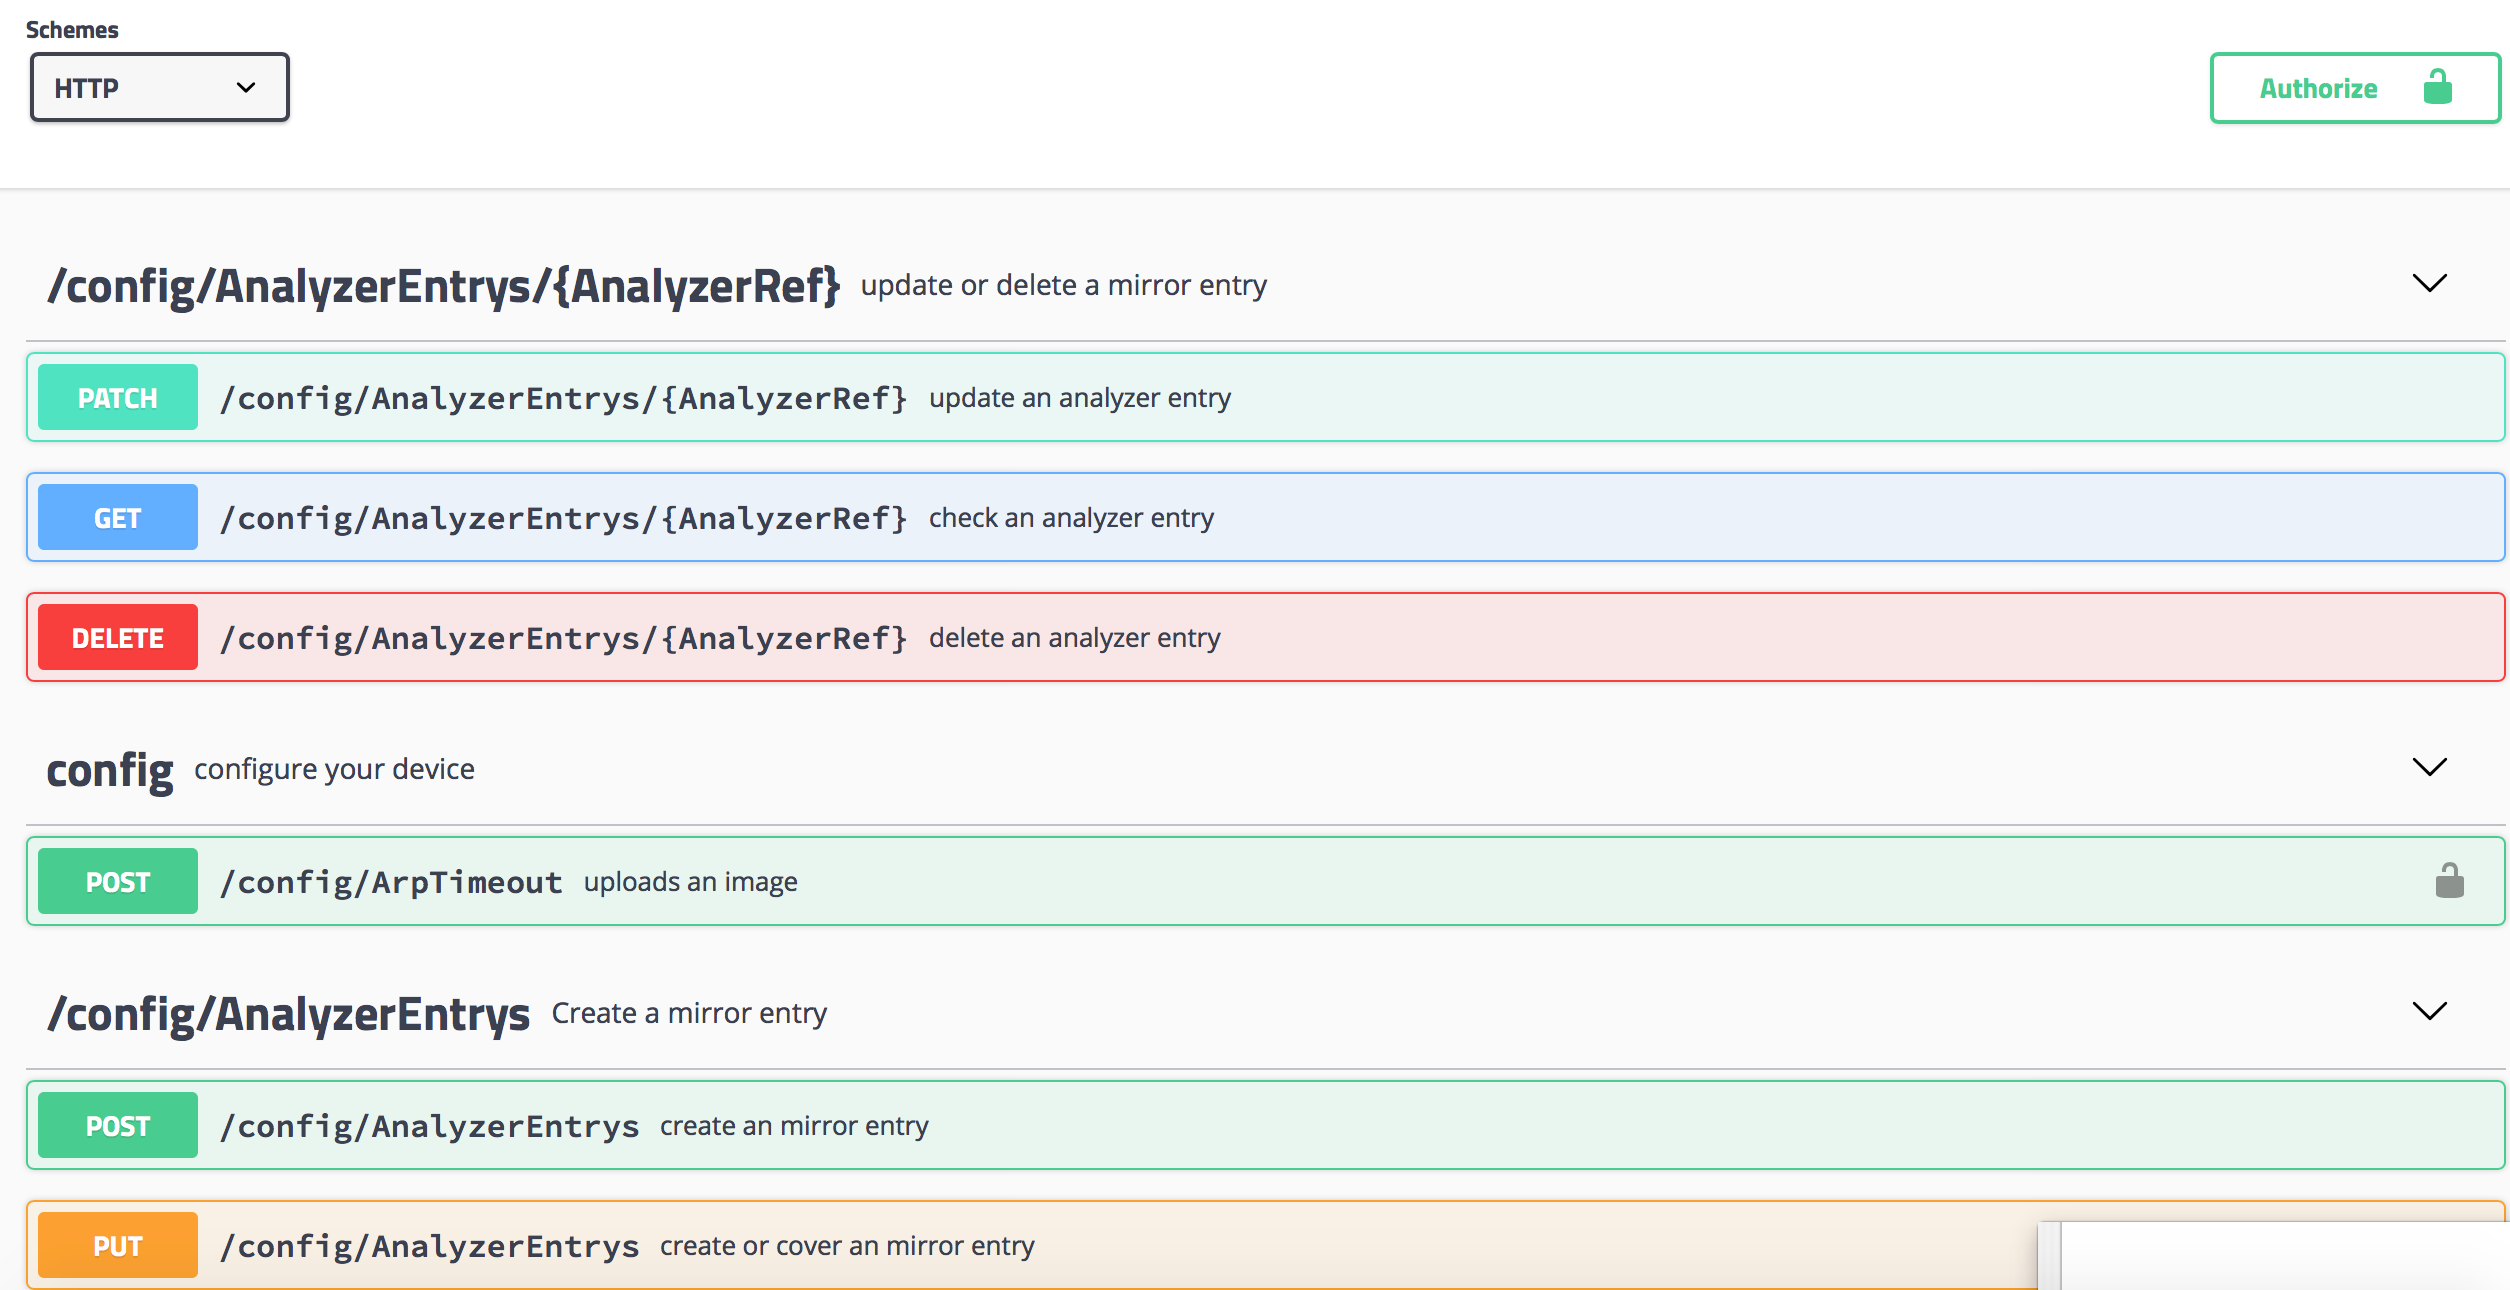 Schemes
HTTP
Authorize
/config/AnalyzerEntrys/{AnalyzerRef} update or delete a mirror entry
PATCH /config/AnalyzerEntrys/{AnalyzerRef} update an analyzer entry
GET /config/AnalyzerEntrys/{AnalyzerRef} check an analyzer entry
DELETE /config/AnalyzerEntrys/{AnalyzerRef} delete an analyzer entry
config configure your device
POST /config/ArpTimeout uploads an image
/config/AnalyzerEntrys Create a mirror entry
POST /config/AnalyzerEntrys create an mirror entry
PUT /config/AnalyzerEntrys create or cover an mirror entry